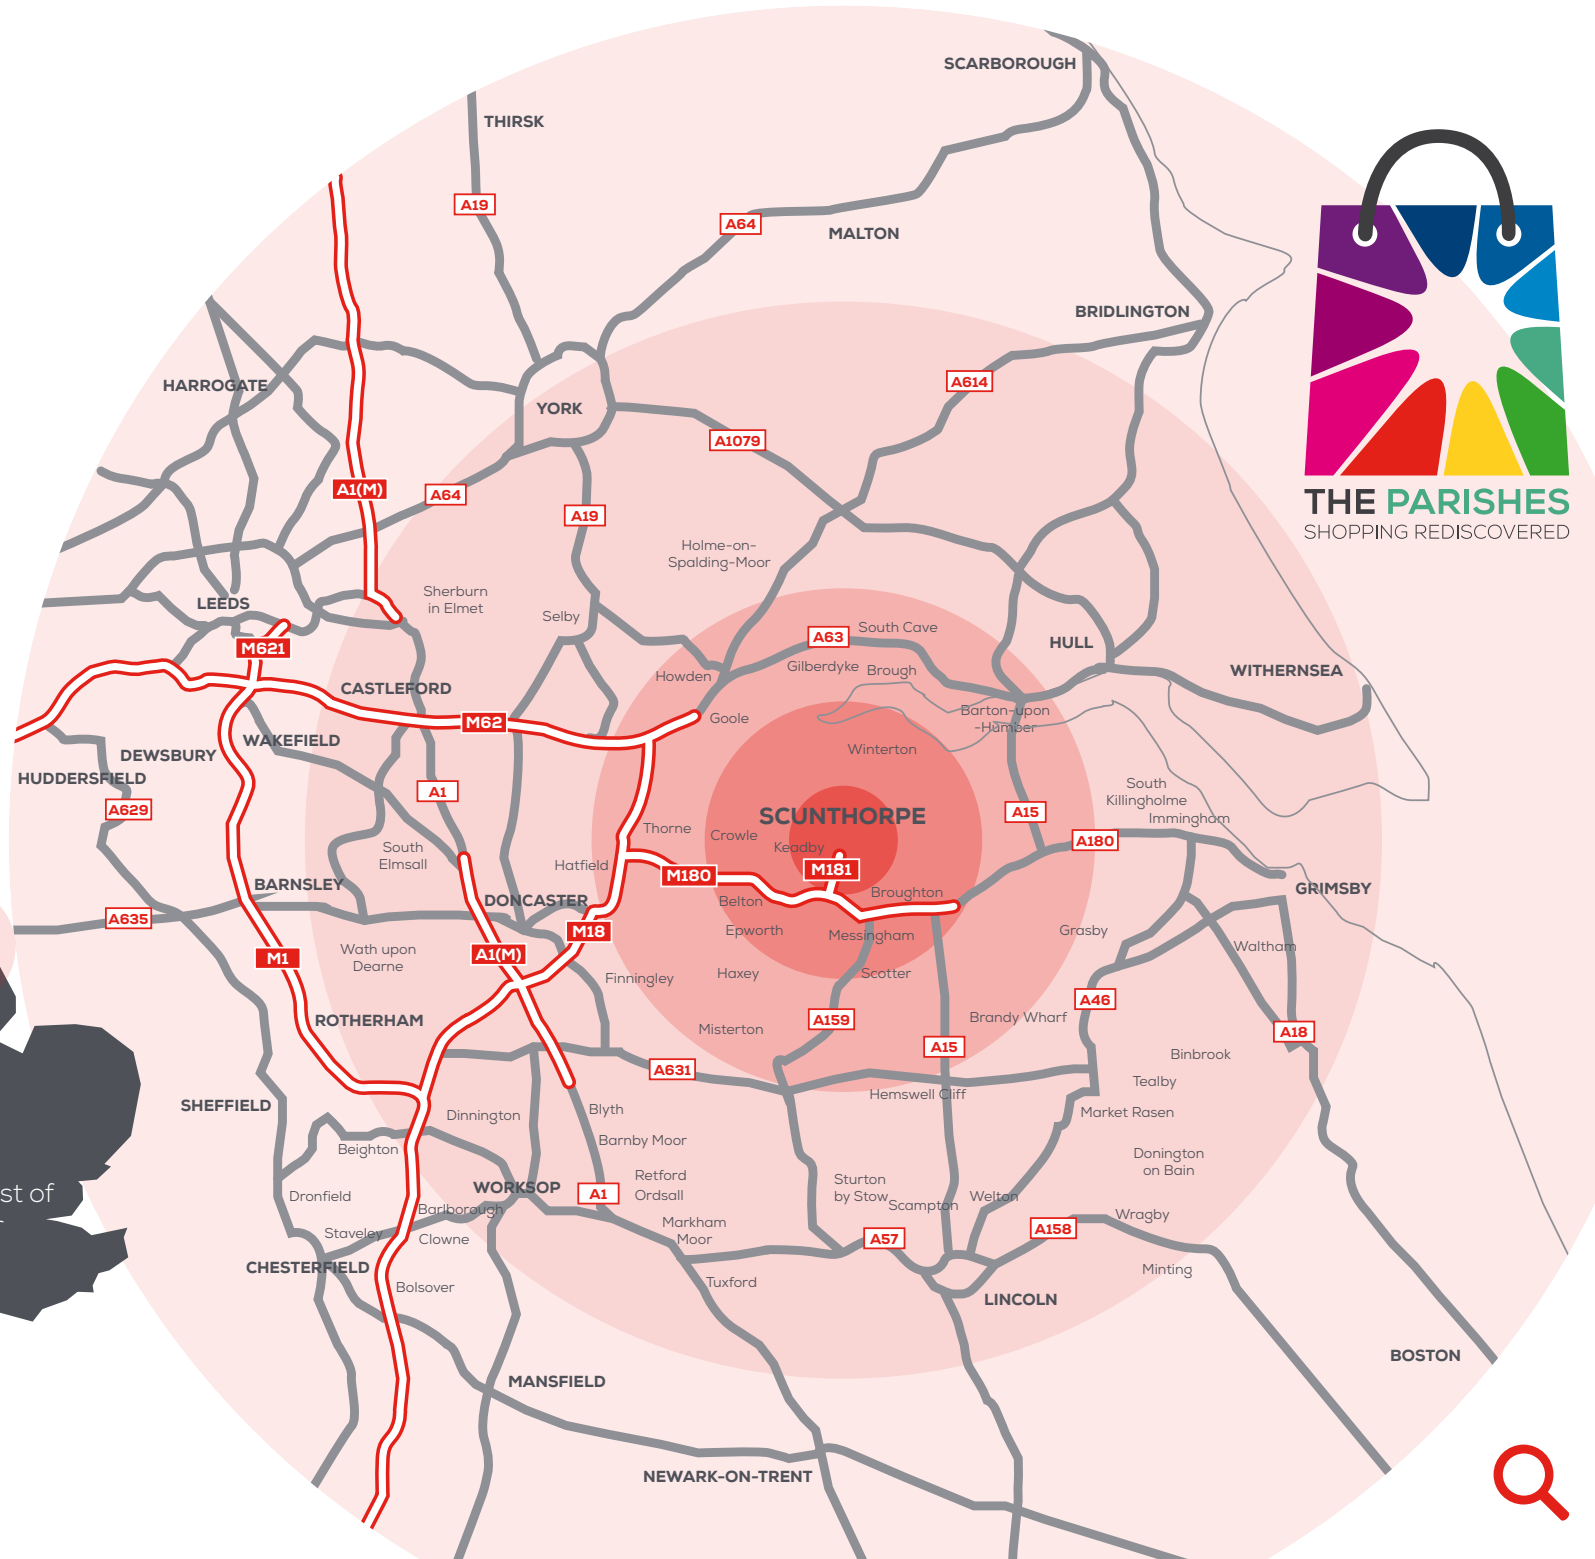 SCARBOROUGH
THIRSK
A19
A64
MALTON
BRIDLINGTON
HARROGATE
A614
YORK
A1079
A1(M)
A64
A19
THE PARISHES
SHOPPING REDISCOVERED
Holme-on-
Spalding-Moor
Sherburn
in Elmet
LEEDS
Selby
A63
South Cave
HULL
M621
Gilberdyke
Brough
WITHERNSEA
Howden
CASTLEFORD
M62
Goole
Barton-upon
-Humber
WAKEFIELD
DEWSBURY
Winterton
HUDDERSFIELD
A1
South
Killingholme
A629
Immingham
SCUNTHORPE
A15
Thorne
Crowle
Keadby
A180
South
Elmsall
Hatfield
M180
M181
BARNSLEY
Broughton
GRIMSBY
DONCASTER
Belton
A635
M18
Epworth
Messingham
Grasby
Waltham
Wath upon
Dearne
M1
A1(M)
Finningley
Haxey
Scotter
A46
ROTHERHAM
Misterton
A159
Brandy Wharf
A18
A15
Binbrook
A631
Tealby
Hemswell Cliff
SHEFFIELD
Dinnington
Blyth
Market Rasen
Beighton
Barnby Moor
Donington
on Bain
Retford
Ordsall
Sturton
by Stow
WORKSOP
A1
st of
Dronfield
Scampton
Welton
Barlborough
Markham
Moor
Wragby
Staveley
Clowne
A57
A158
CHESTERFIELD
Minting
Bolsover
Tuxford
LINCOLN
BOSTON
MANSFIELD
NEWARK-ON-TRENT